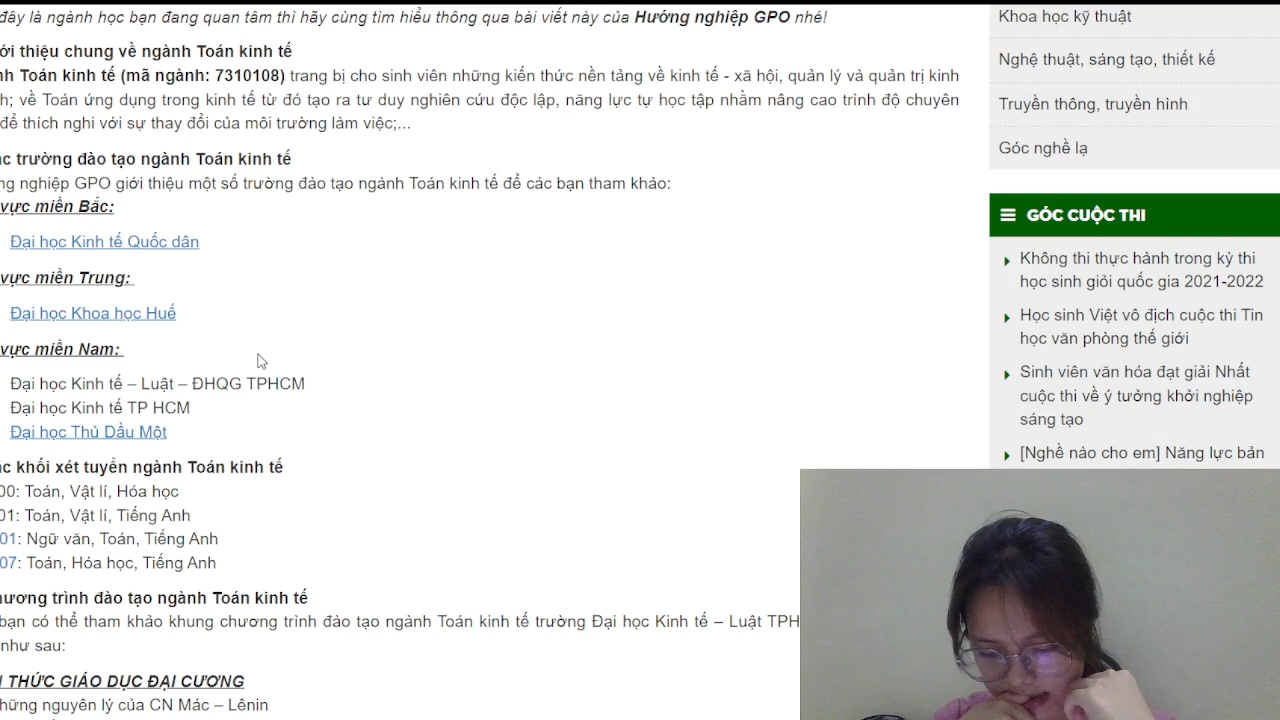 đây là ngành học bạn đang quan tâm thì hãy cùng tìm hiểu thông qua bài viết này của Hướng nghiệp GPO nhé!
ới thiệu chung về ngành Toán kinh tế
nh Toán kinh tế (mã ngành: 7310108) trang bị cho sinh viên những kiến thức nền tảng về kinh tế - xã hội, quản lý và quản trị kinh
h; về Toán ứng dụng trong kinh tế từ đó tạo ra tư duy nghiên cứu độc lập, năng lực tự học tập nhằm nâng cao trình độ chuyên
để thích nghi với sự thay đổi của môi trường làm việc;...
ác trường đào tạo ngành Toán kinh tế
ng nghiệp GPO giới thiệu một số trường đào tạo ngành Toán kinh tế để các bạn tham khảo:
vực miền Bắc:
Đại học Kinh tế Quốc dân
vực miền Trung:
Đại học Khoa học Huế
vực miền Nam:
Đại học Kinh tế – Luật – ĐHQG TPHCM
Đại học Kinh tế TP HCM
Đại học Thủ Dầu Một
ác khối xét tuyển ngành Toán kinh tế
00: Toán, Vật lí, Hóa học
01: Toán, Vật lí, Tiếng Anh
01: Ngữ văn, Toán, Tiếng Anh
07: Toán, Hóa học, Tiếng Anh
hương trình đào tạo ngành Toán kinh tế
bạn có thể tham khảo khung chương trình đào tạo ngành Toán kinh tế trường Đại học Kinh tế – Luật TPH
như sau:
I THỨC GIÁO DỤC ĐẠI CƯƠNG
hững nguyên lý của CN Mác – Lênin
Khoa học kỹ thuật
Nghệ thuật, sáng tạo, thiết kế
Truyền thông, truyền hình
Góc nghề lạ
GÓC CUỘC THI
Không thi thực hành trong kỳ thi
học sinh giỏi quốc gia 2021-2022
Học sinh Việt vô địch cuộc thi Tin
học văn phòng thế giới
Sinh viên văn hóa đạt giải Nhất
cuộc thi về ý tưởng khởi nghiệp
sáng tạo
[Nghề nào cho em] Năng lực bản